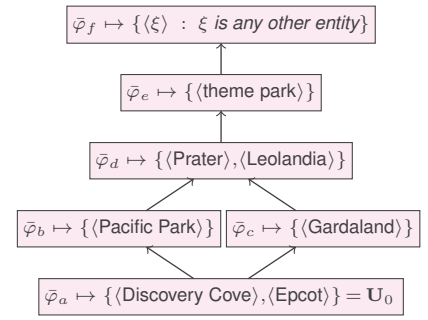 φ̄_f ↦ {⟨ξ⟩ : ξ is any other entity}
φ̄_e ↦ {⟨theme park⟩}
φ̄_d ↦ {⟨Prater⟩,⟨Leolandia⟩}
φ̄_b ↦ {⟨Pacific Park⟩} φ̄_c ↦ {⟨Gardaland⟩}
φ̄_a ↦ {⟨Discovery Cove⟩,⟨Epcot⟩} = U₀